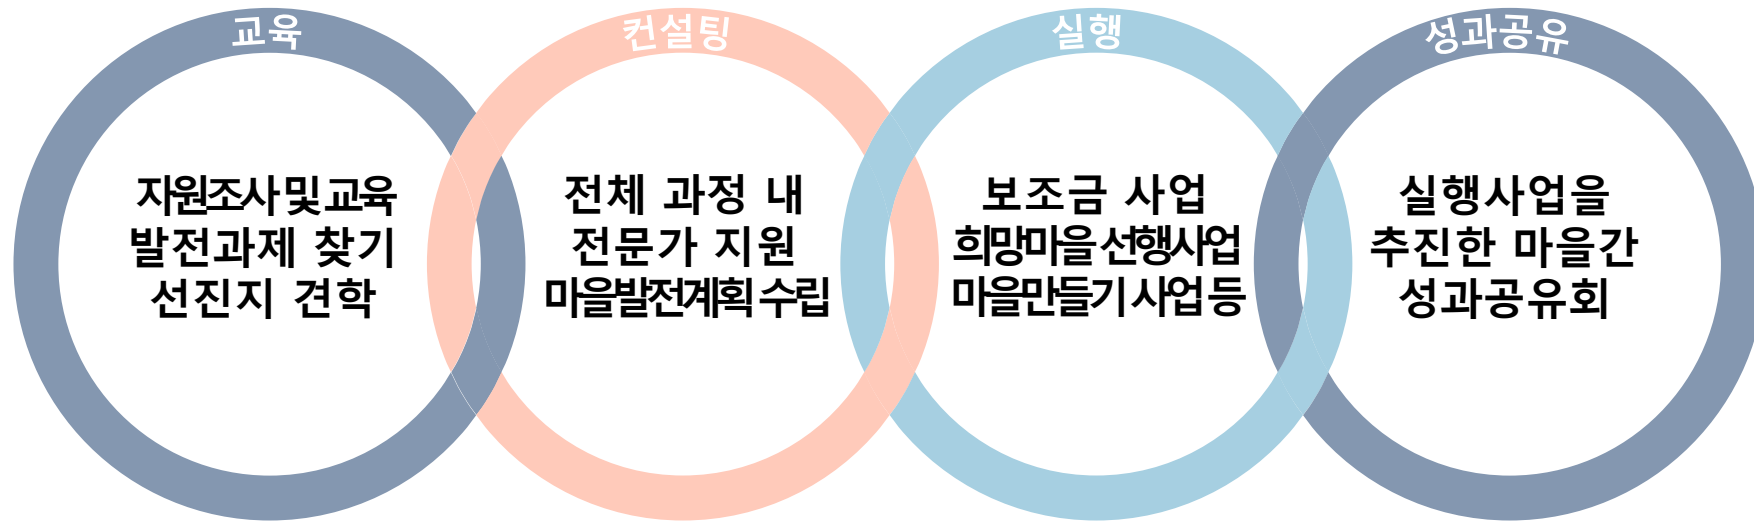 교육
자원조사 및 교육
발전과제 찾기
선진지 견학
컨설팅
전체 과정 내
전문가 지원
마을발전계획 수립
실행
보조금 사업
희망마을 선행사업
마을만들기 사업 등
성과공유
실행사업을
추진한 마을간
성과공유회